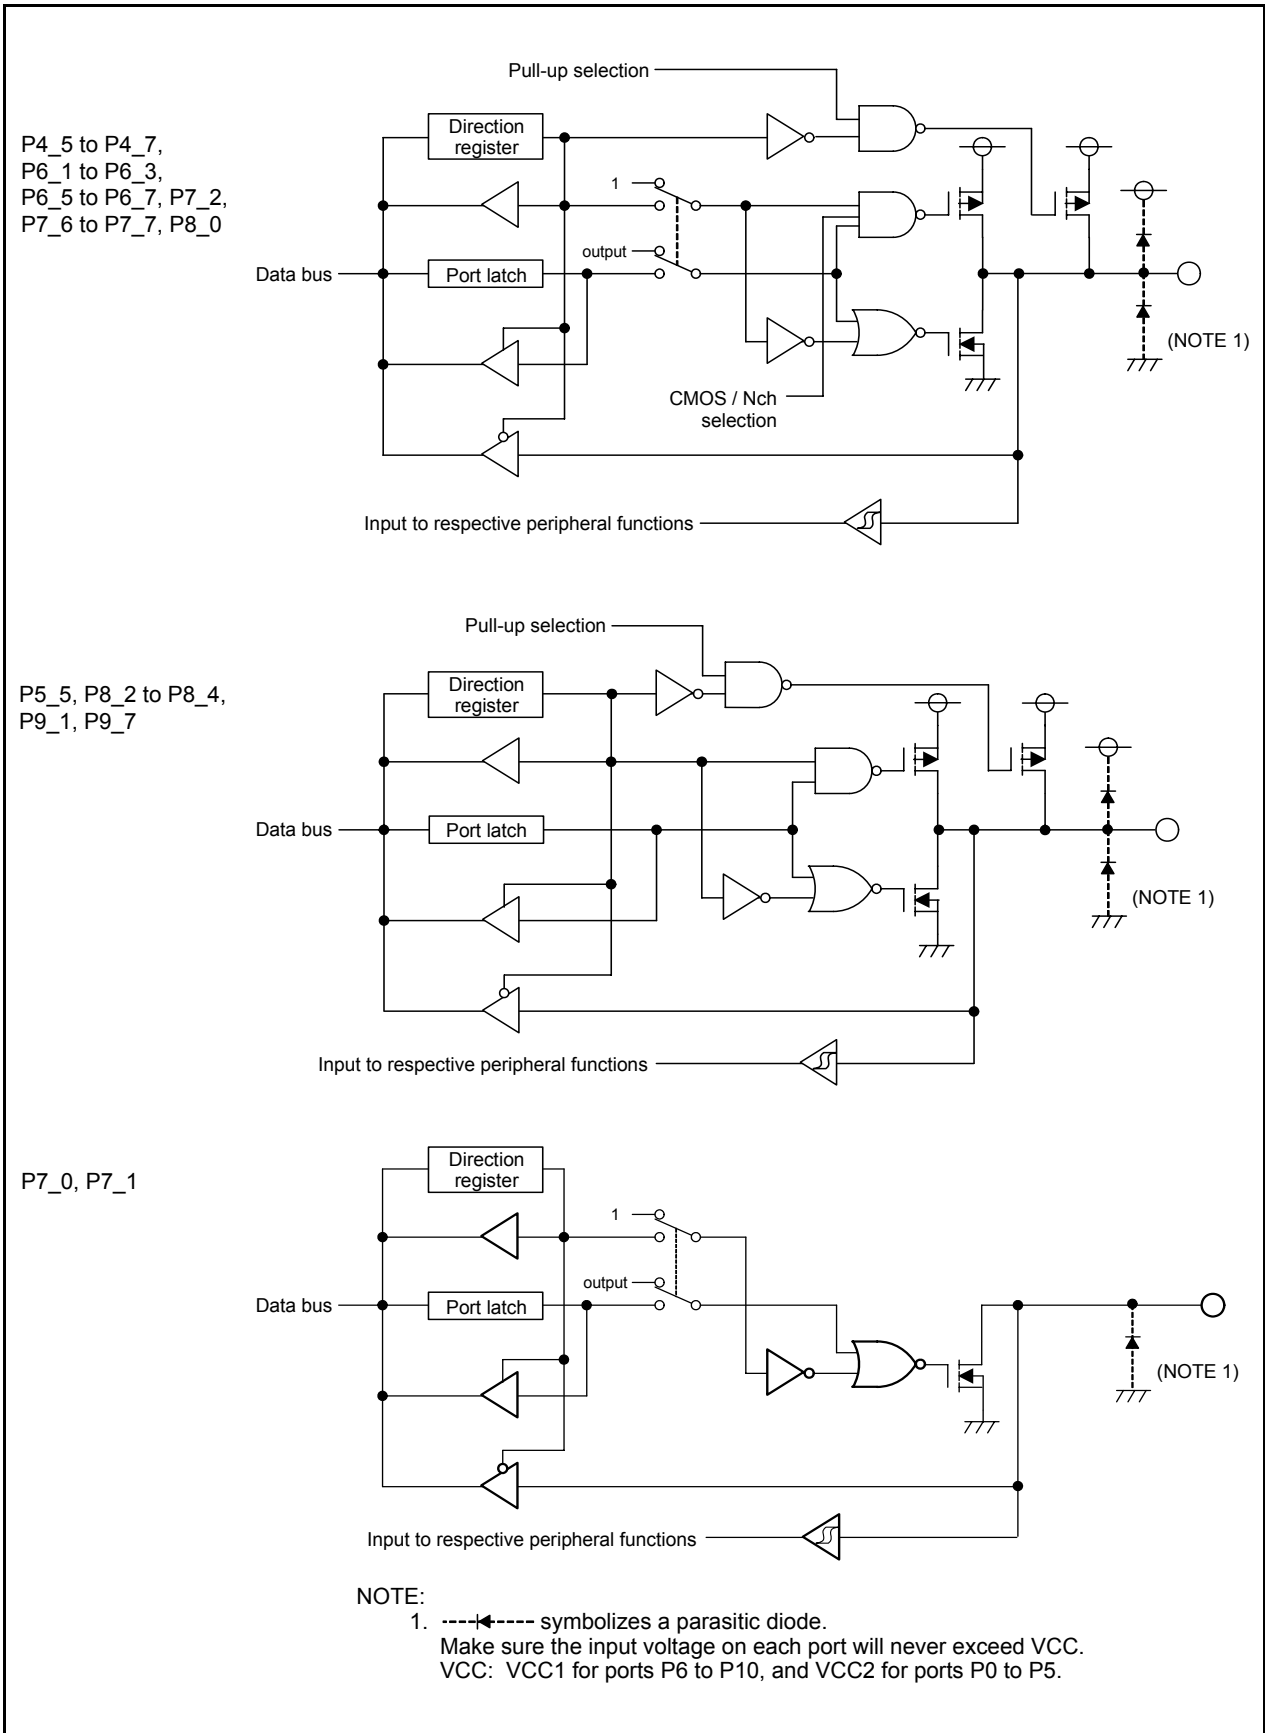 Pull-up selection
P4_5 to P4_7,
P6_1 to P6_3,
P6_5 to P6_7, P7_2,
P7_6 to P7_7, P8_0
Direction
register
1
output
Data bus
Port latch
(NOTE 1)
CMOS / Nch
selection
Input to respective peripheral functions
Pull-up selection
P5_5, P8_2 to P8_4,
P9_1, P9_7
Direction
register
Data bus
Port latch
(NOTE 1)
Input to respective peripheral functions
P7_0, P7_1
Direction
register
1
output
Data bus
Port latch
(NOTE 1)
Input to respective peripheral functions
NOTE:
1. symbolizes a parasitic diode.
Make sure the input voltage on each port will never exceed VCC.
VCC: VCC1 for ports P6 to P10, and VCC2 for ports P0 to P5.